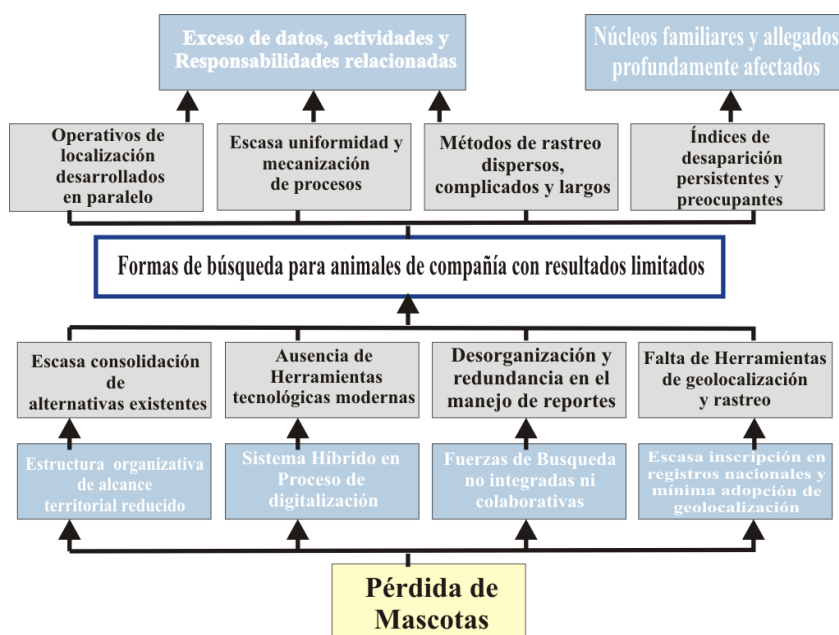 Exceso de datos, actividades y
Responsabilidades relacionadas
Núcleos familiares y allegados
profundamente afectados
Operativos de
localización
desarrollados
en paralelo
Escasa uniformidad y
mecanización
de procesos
Métodos de rastreo
dispersos,
complicados y largos
Índices de
desaparición
persistentes y
preocupantes
Formas de búsqueda para animales de compañía con resultados limitados
Escasa consolidación
de
alternativas existentes
Ausencia de
Herramientas
tecnológicas modernas
Desorganización y
redundancia en el
manejo de reportes
Falta de Herramientas
de geolocalización
y rastreo
Estructura organizativa
de alcance
territorial reducido
Sistema Híbrido en
Proceso de
digitalización
Fuerzas de Busqueda
no integradas ni
colaborativas
Escasa inscripción en
registros nacionales y
mínima adopción de
geolocalización
Pérdida de
Mascotas